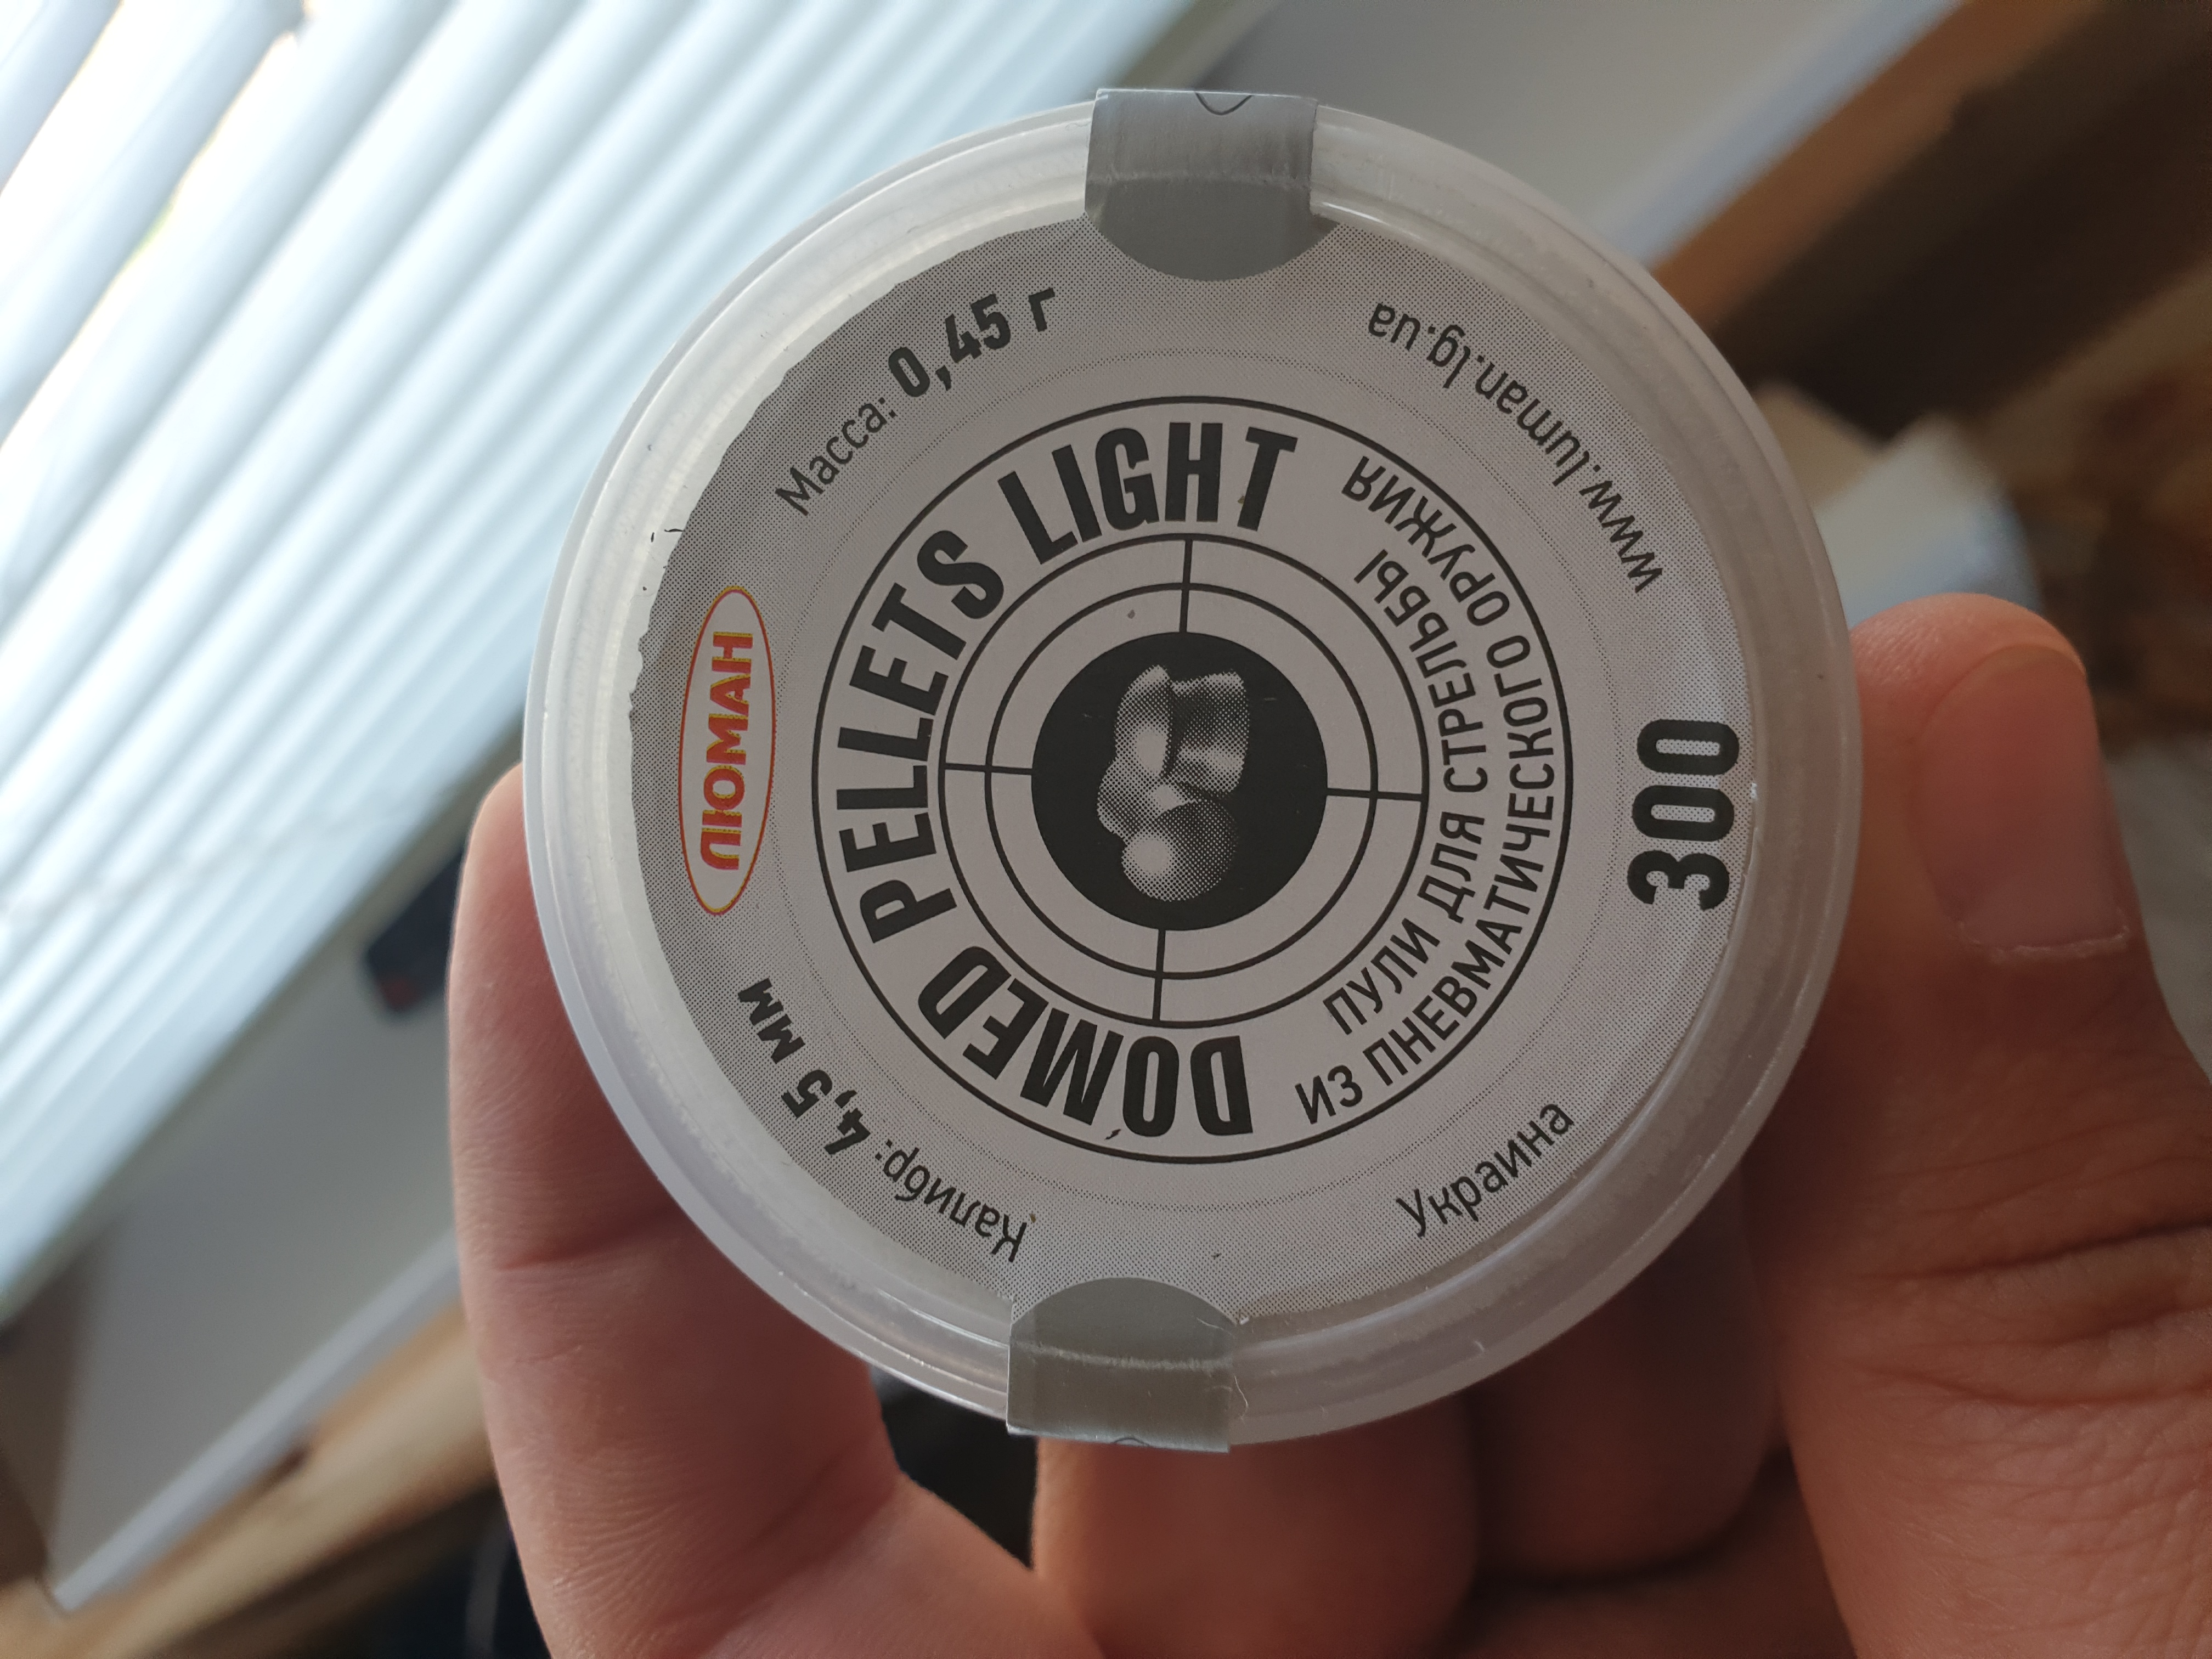 ЛЮМАН
Калибр: 4,5 мм
Масса: 0,45 г
DOMED PELLETS LIGHT
ПУЛИ ДЛЯ СТРЕЛЬБЫ
ИЗ ПНЕВМАТИЧЕСКОГО ОРУЖИЯ
Украина
300
www.luman.lg.ua